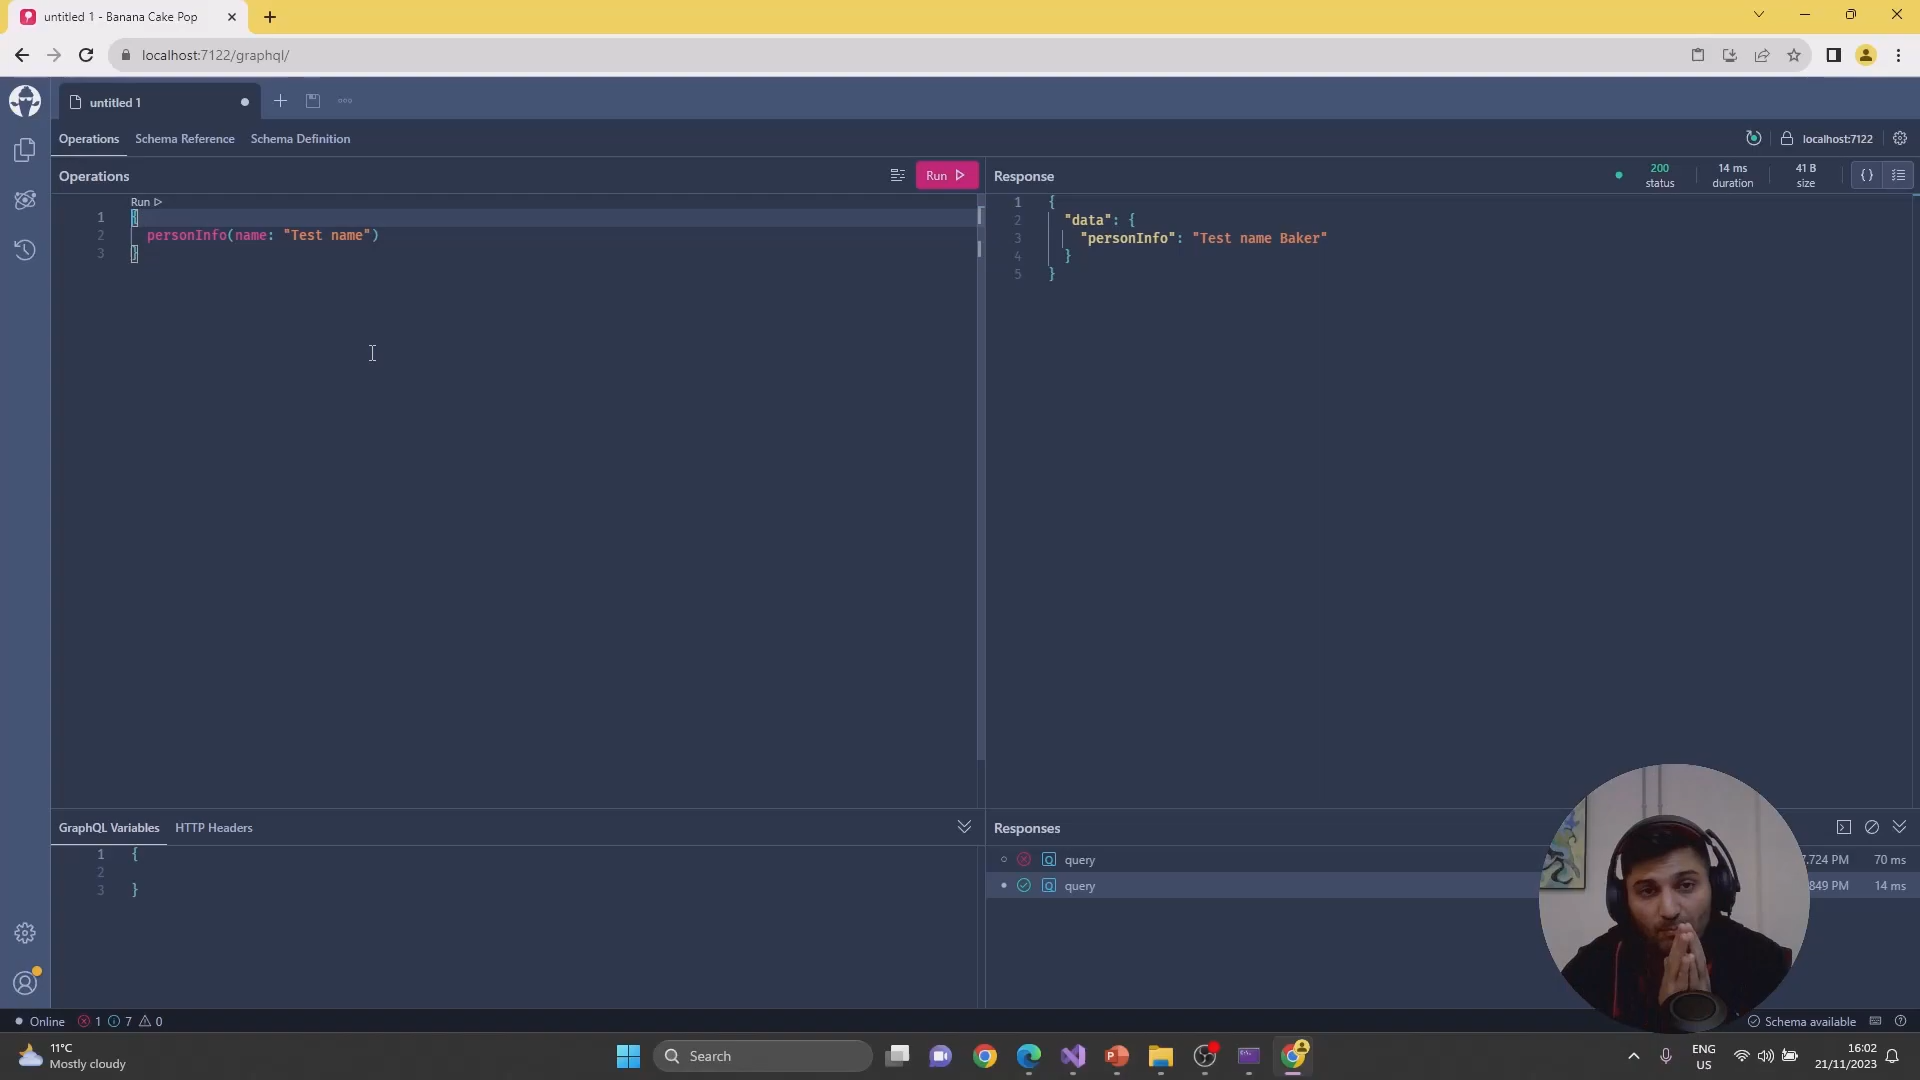 untitled 1 - Banana Cake Pop
localhost:7122/graphql/
untitled 1
Operations Schema Reference Schema Definition
localhost:7122
Operations
Run
Response
200 status
14 ms duration
41 B size
Run
1 {
2 personInfo(name: "Test name")
3 }
1 {
2 "data": {
3 "personInfo": "Test name Baker"
4 }
5 }
GraphQL Variables HTTP Headers
1 {
2
3 }
Responses
Q query .724 PM 70 ms
Q query 849 PM 14 ms
Online 1 7 0
Schema available
11°C
Mostly cloudy
Search
ENG
US
16:02
21/11/2023